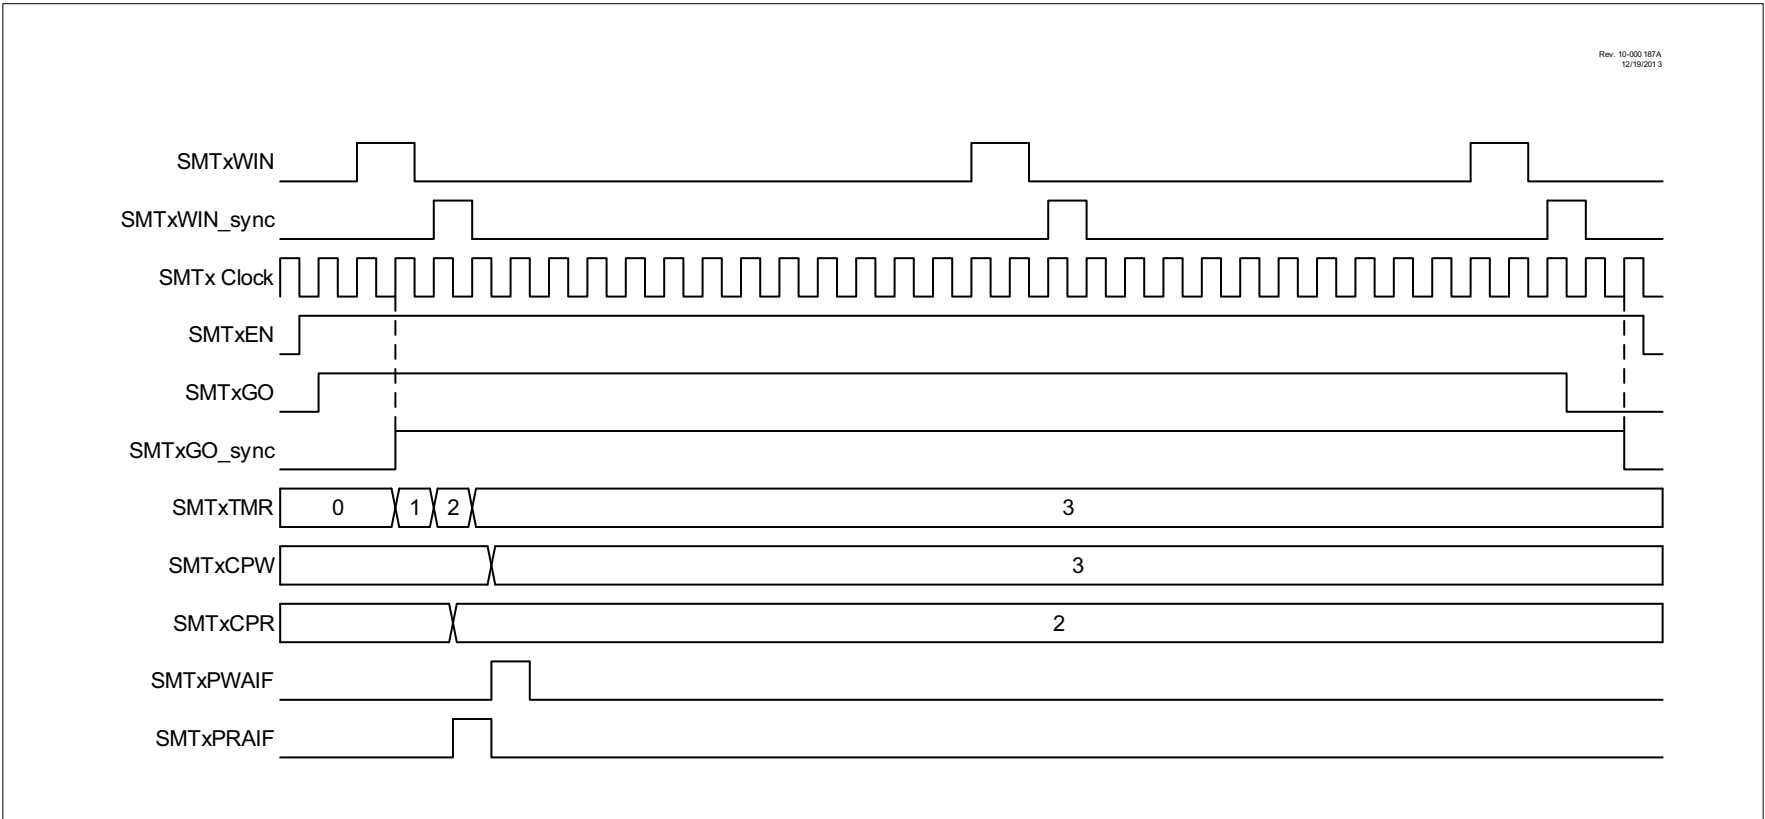 Rev. 10-000 187A
12/19/201 3
SMTxWIN
SMTxWIN_sync
SMTx Clock
SMTxEN
SMTxGO
SMTxGO_sync
SMTxTMR 0 1 2 3
SMTxCPW 3
SMTxCPR 2
SMTxPWAIF
SMTxPRAIF